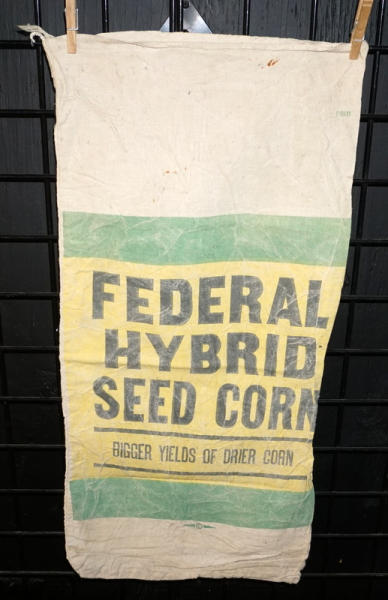 FEDERAL
HYBRID
SEED CORN
BIGGER YIELDS OF DRIER CORN